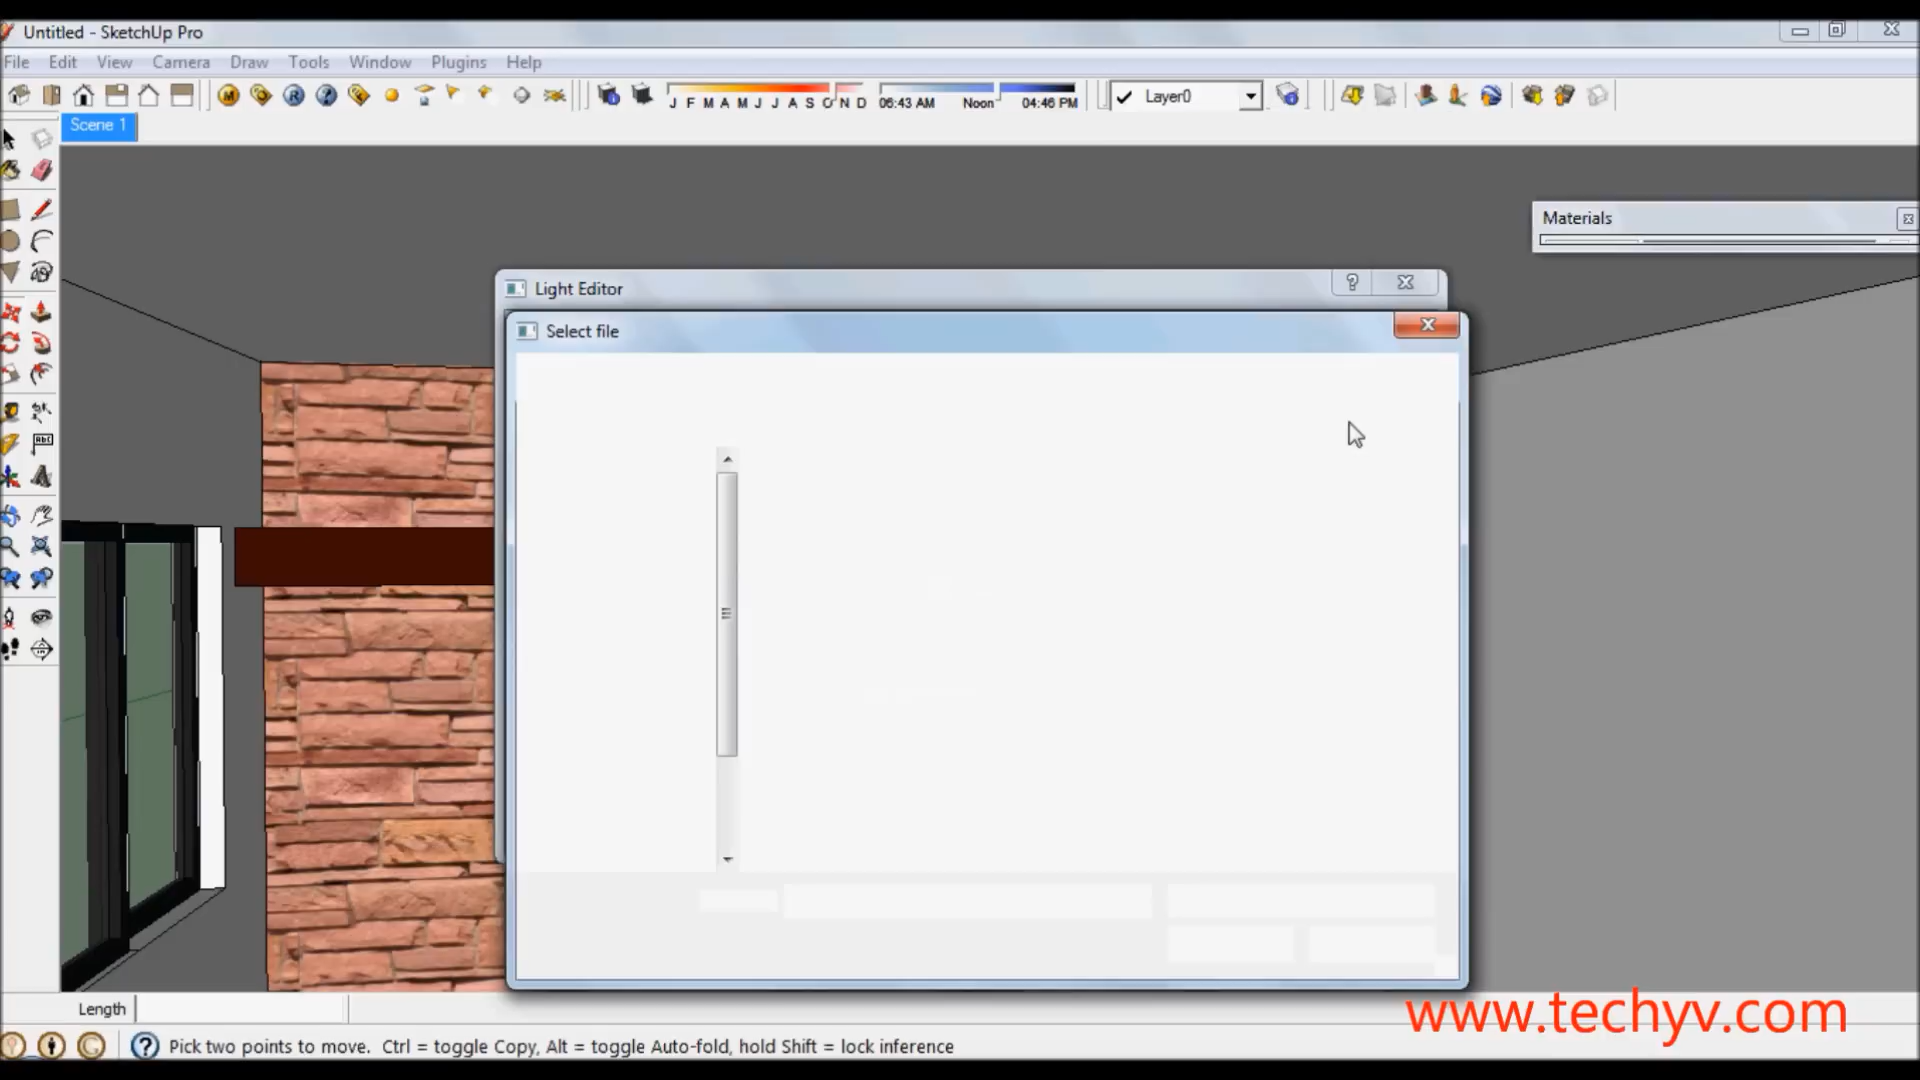 Untitled - SketchUp Pro
File Edit View Camera Draw Tools Window Plugins Help
M R ?
J F M A M J J A S O N D 06:43 AM Noon 04:46 PM Layer0
Scene 1
Materials
Light Editor
Select file
Abc
Length
www.techyv.com
Pick two points to move. Ctrl = toggle Copy, Alt = toggle Auto-fold, hold Shift = lock inference